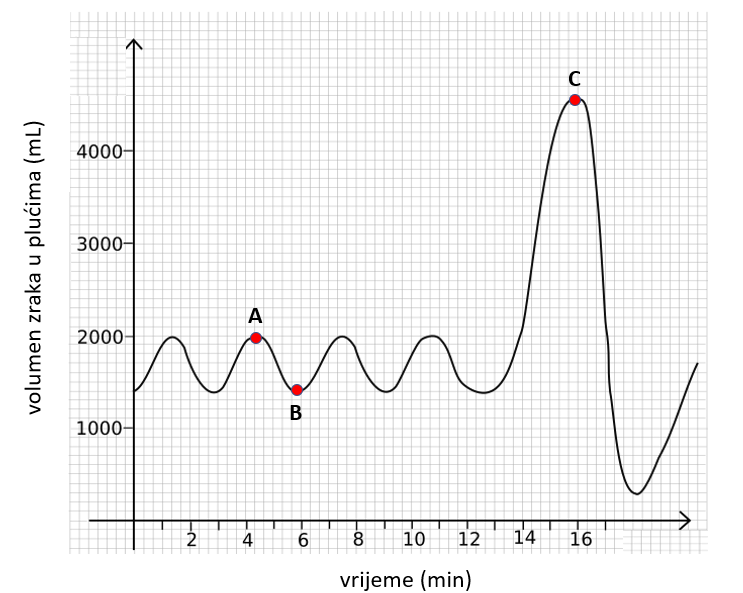 C
volumen zraka u plućima (mL)
4000
3000
A
2000
B
1000
2 4 6 8 10 12 14 16
vrijeme (min)